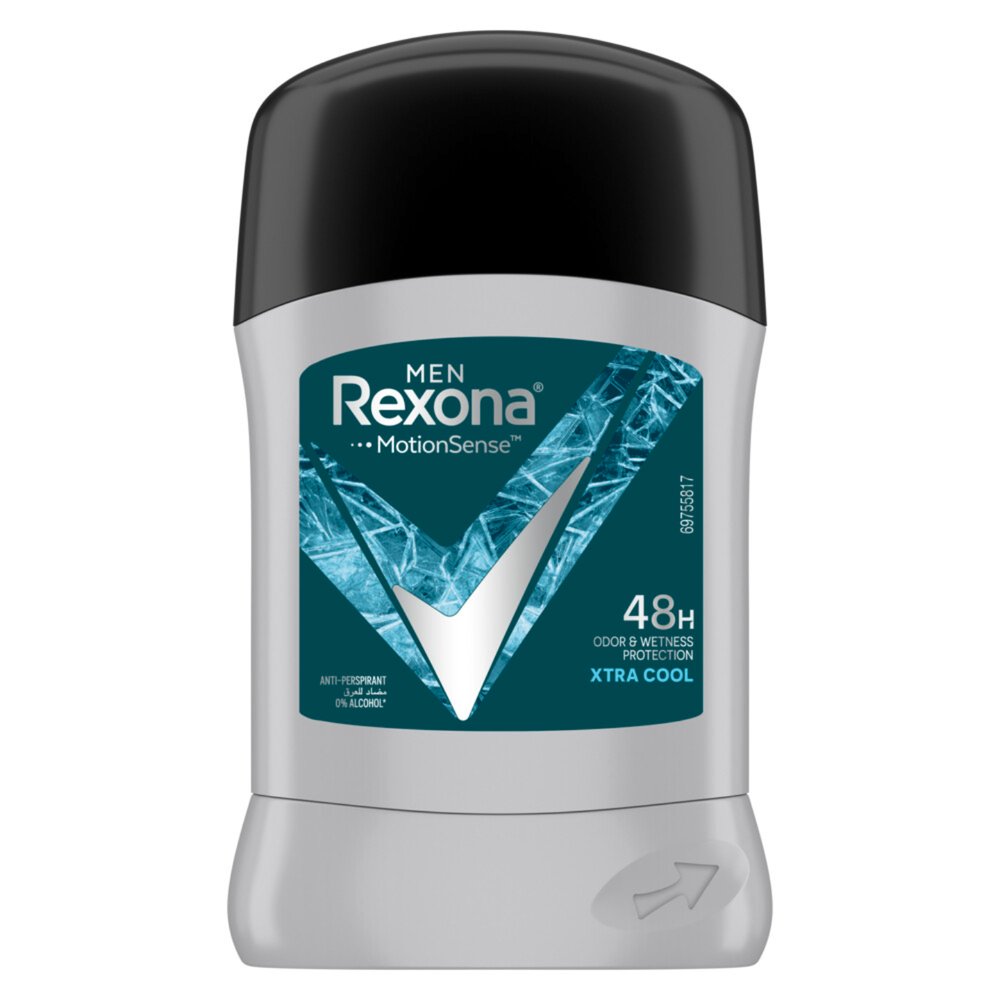 MEN
Rexona®
MotionSense™
69755817
48H
ODOR & WETNESS
PROTECTION
XTRA COOL
ANTI-PERSPIRANT
مضاد للعرق
0% ALCOHOL*